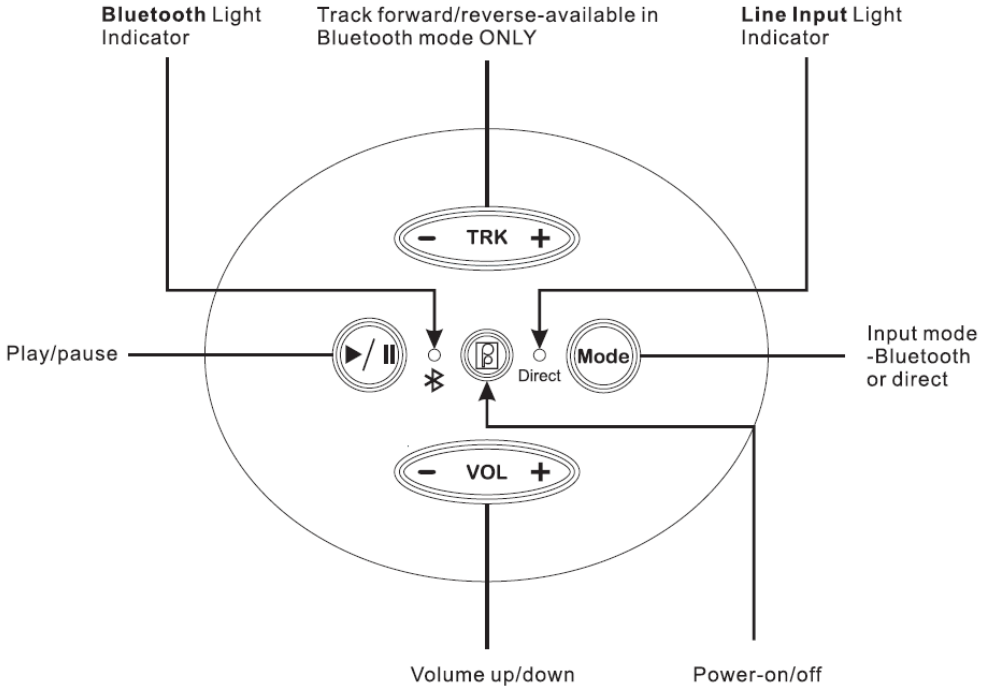 Bluetooth Light
Indicator
Track forward/reverse-available in
Bluetooth mode ONLY
Line Input Light
Indicator
- TRK +
Play/pause
Direct
Mode
Input mode
-Bluetooth
or direct
- VOL +
Volume up/down
Power-on/off